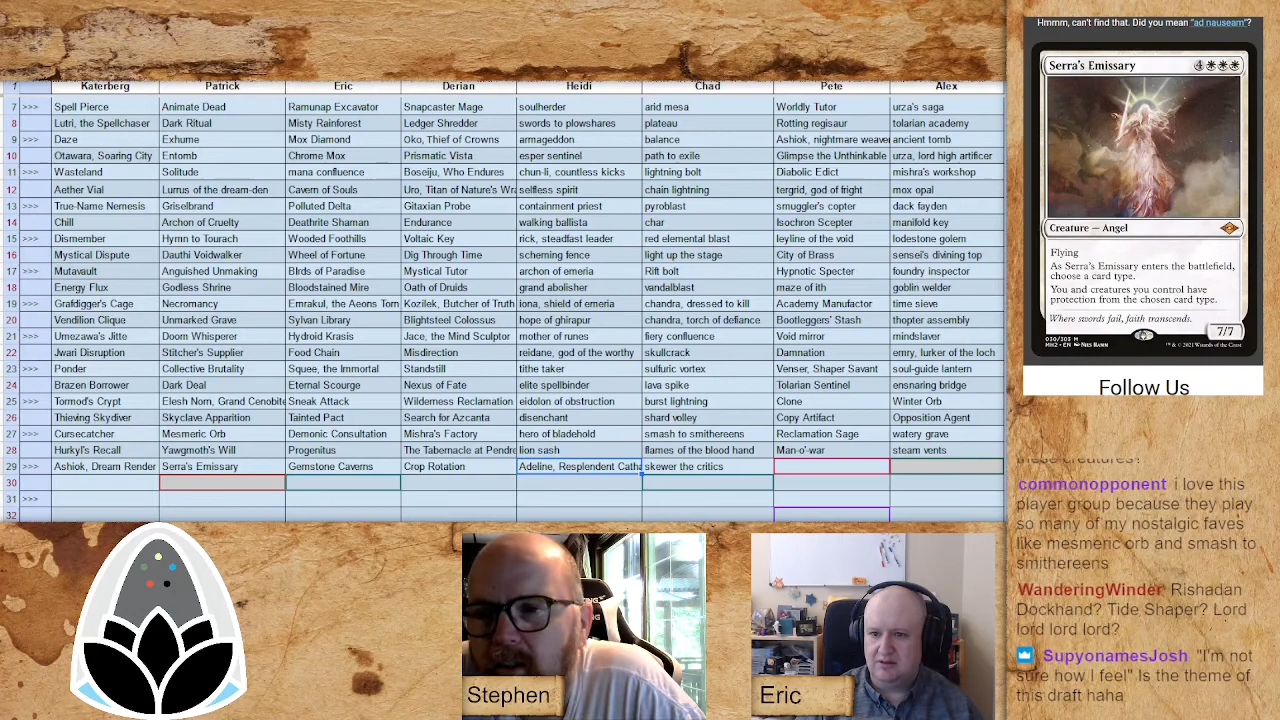 Hmmm, can't find that. Did you mean "ad nauseam"?
1 Katerberg Patrick Eric Derian Heidi Chad Pete Alex
7 >>> Spell Pierce Animate Dead Ramunap Excavator Snapcaster Mage soulherder arid mesa Worldly Tutor urza's saga
8 Lutri, the Spellchaser Dark Ritual Misty Rainforest Ledger Shredder swords to plowshares plateau Rotting regisaur tolarian academy
9 >>> Daze Exhume Mox Diamond Oko, Thief of Crowns armageddon balance Ashiok, nightmare weaver ancient tomb
10 Otawara, Soaring City Entomb Chrome Mox Prismatic Vista esper sentinel path to exile Glimpse the Unthinkable urza, lord high artificer
11 >>> Wasteland Solitude mana confluence Boseiju, Who Endures chun-li, countless kicks lightning bolt Diabolic Edict mishra's workshop
12 Aether Vial Lurrus of the dream-den Cavern of Souls Uro, Titan of Nature's Wra selfless spirit chain lightning tergrid, god of fright mox opal
13 >>> True-Name Nemesis Griselbrand Polluted Delta Gitaxian Probe containment priest pyroblast smuggler's copter dack fayden
14 Chill Archon of Cruelty Deathrite Shaman Endurance walking ballista char Isochron Scepter manifold key
15 >>> Dismember Hymn to Tourach Wooded Foothills Voltaic Key rick, steadfast leader red elemental blast leyline of the void lodestone golem
16 Mystical Dispute Dauthi Voidwalker Wheel of Fortune Dig Through Time scheming fence light up the stage City of Brass sensei's divining top
17 >>> Mutavault Anguished Unmaking BIrds of Paradise Mystical Tutor archon of emeria Rift bolt Hypnotic Specter foundry inspector
18 Energy Flux Godless Shrine Bloodstained Mire Oath of Druids grand abolisher vandalblast maze of ith goblin welder
19 >>> Grafdigger's Cage Necromancy Emrakul, the Aeons Torn Kozilek, Butcher of Truth iona, shield of emeria chandra, dressed to kill Academy Manufactor time sieve
20 Vendilion Clique Unmarked Grave Sylvan Library Blightsteel Colossus hope of ghirapur chandra, torch of defiance Bootleggers' Stash thopter assembly
21 >>> Umezawa's Jitte Doom Whisperer Hydroid Krasis Jace, the Mind Sculptor mother of runes fiery confluence Void mirror mindslaver
22 Jwari Disruption Stitcher's Supplier Food Chain Misdirection reidane, god of the worthy skullcrack Damnation emry, lurker of the loch
23 >>> Ponder Collective Brutality Squee, the Immortal Standstill tithe taker sulfuric vortex Venser, Shaper Savant soul-guide lantern
24 Brazen Borrower Dark Deal Eternal Scourge Nexus of Fate elite spellbinder lava spike Tolarian Sentinel ensnaring bridge
25 >>> Tormod's Crypt Elesh Norn, Grand Cenobite Sneak Attack Wilderness Reclamation eidolon of obstruction burst lightning Clone Winter Orb
26 Thieving Skydiver Skyclave Apparition Tainted Pact Search for Azcanta disenchant shard volley Copy Artifact Opposition Agent
27 >>> Cursecatcher Mesmeric Orb Demonic Consultation Mishra's Factory hero of bladehold smash to smithereens Reclamation Sage watery grave
28 Hurkyl's Recall Yawgmoth's Will Progenitus The Tabernacle at Pendre lion sash flames of the blood hand Man-o'-war steam vents
29 >>> Ashiok, Dream Render Serra's Emissary Gemstone Caverns Crop Rotation Adeline, Resplendent Catha skewer the critics
30
31 >>>
32
Serra's Emissary 4
Creature — Angel
Flying
As Serra's Emissary enters the battlefield,
choose a card type.
You and creatures you control have
protection from the chosen card type.
Where swords fail, faith transcends.
7/7
030/303 M
MH2 • EN NILS HAMM
™ & © 2021 Wizards of the Coast
Follow Us
these creatures?
commonopponent i love this
player group because they play
so many of my nostalgic faves
like mesmeric orb and smash to
smithereens
WanderingWinder Rishadan
Dockhand? Tide Shaper? Lord
lord lord lord?
SupyonamesJosh "I'm not
sure how I feel" Is the theme of
this draft haha
Stephen
Eric